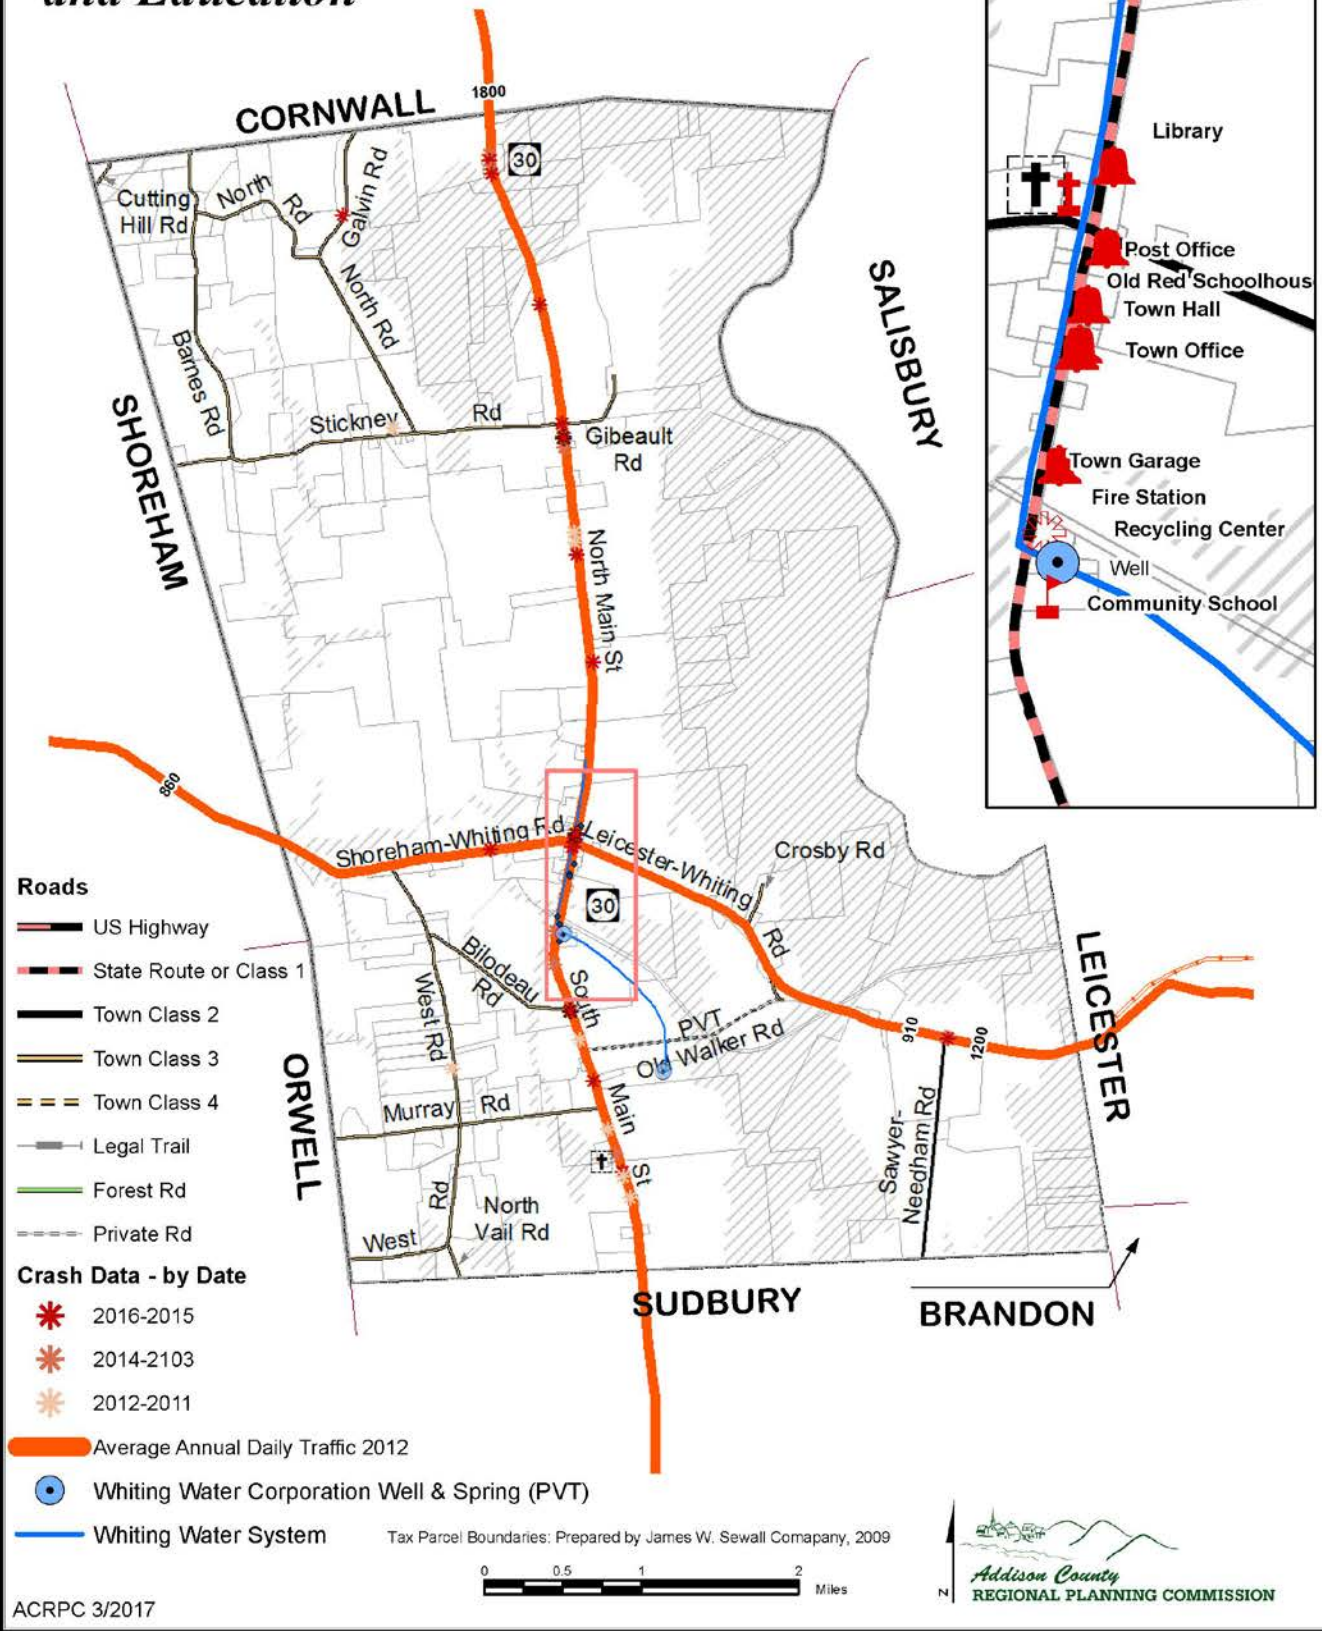 and Education
CORNWALL
1800
30
Cutting
Hill Rd
North
Rd
Galvin Rd
North Rd
Barnes Rd
SHOREHAM
Stickney
Rd
Gibeault
Rd
SALISBURY
North Main St
860
Shoreham-Whiting Rd
Leicester-Whiting
Rd
Crosby Rd
30
Bilodeau
Rd
West Rd
South
Main
St
PVT
Old Walker Rd
910
1200
LEICESTER
ORWELL
Murray
Rd
Sawyer-
Needham Rd
Rd
North
Vail Rd
West
SUDBURY
BRANDON
Library
Post Office
Old Red Schoolhous
Town Hall
Town Office
Town Garage
Fire Station
Recycling Center
Well
Community School
Roads
US Highway
State Route or Class 1
Town Class 2
Town Class 3
Town Class 4
Legal Trail
Forest Rd
Private Rd
Crash Data - by Date
2016-2015
2014-2103
2012-2011
Average Annual Daily Traffic 2012
Whiting Water Corporation Well & Spring (PVT)
Whiting Water System
Tax Parcel Boundaries: Prepared by James W. Sewall Comapany, 2009
0 0.5 1 2
Miles
N
Addison County
REGIONAL PLANNING COMMISSION
ACRPC 3/2017